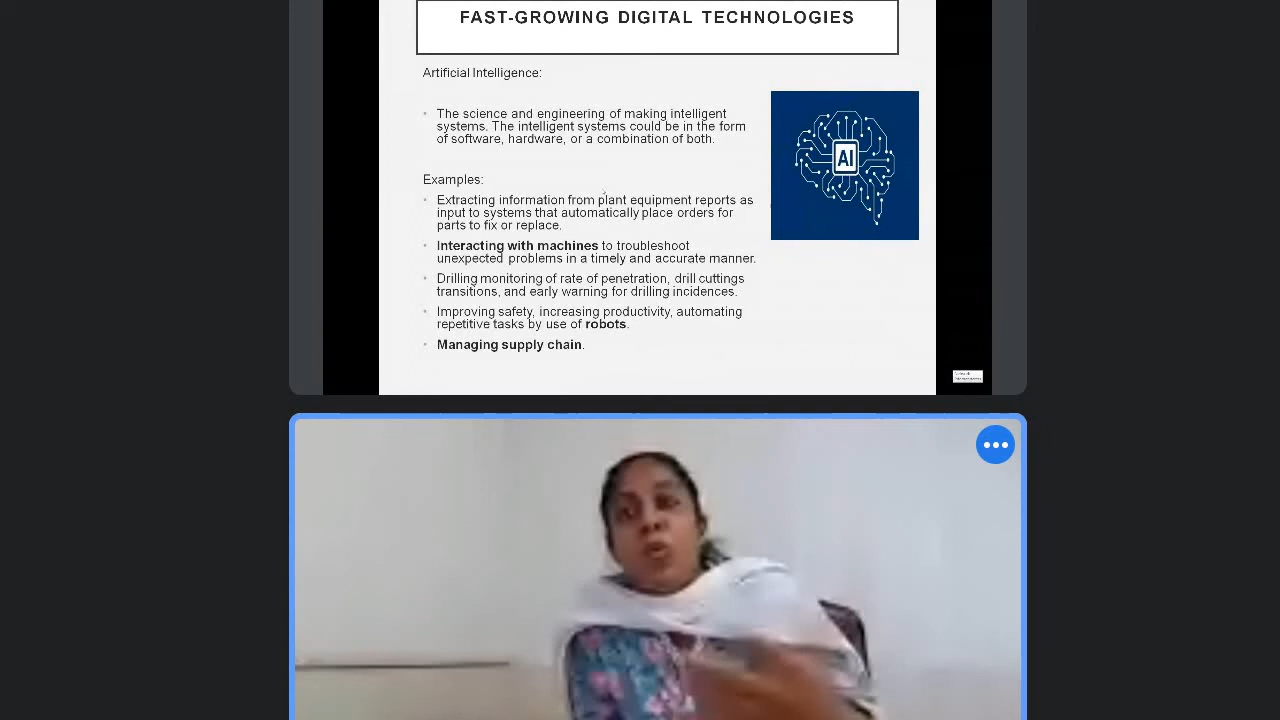 FAST-GROWING DIGITAL TECHNOLOGIES
Artificial Intelligence:
• The science and engineering of making intelligent
systems. The intelligent systems could be in the form
of software, hardware, or a combination of both.
AI
Examples:
• Extracting information from plant equipment reports as
input to systems that automatically place orders for
parts to fix or replace.
• Interacting with machines to troubleshoot
unexpected problems in a timely and accurate manner.
• Drilling monitoring of rate of penetration, drill cuttings
transitions, and early warning for drilling incidences.
• Improving safety, increasing productivity, automating
repetitive tasks by use of robots.
• Managing supply chain.